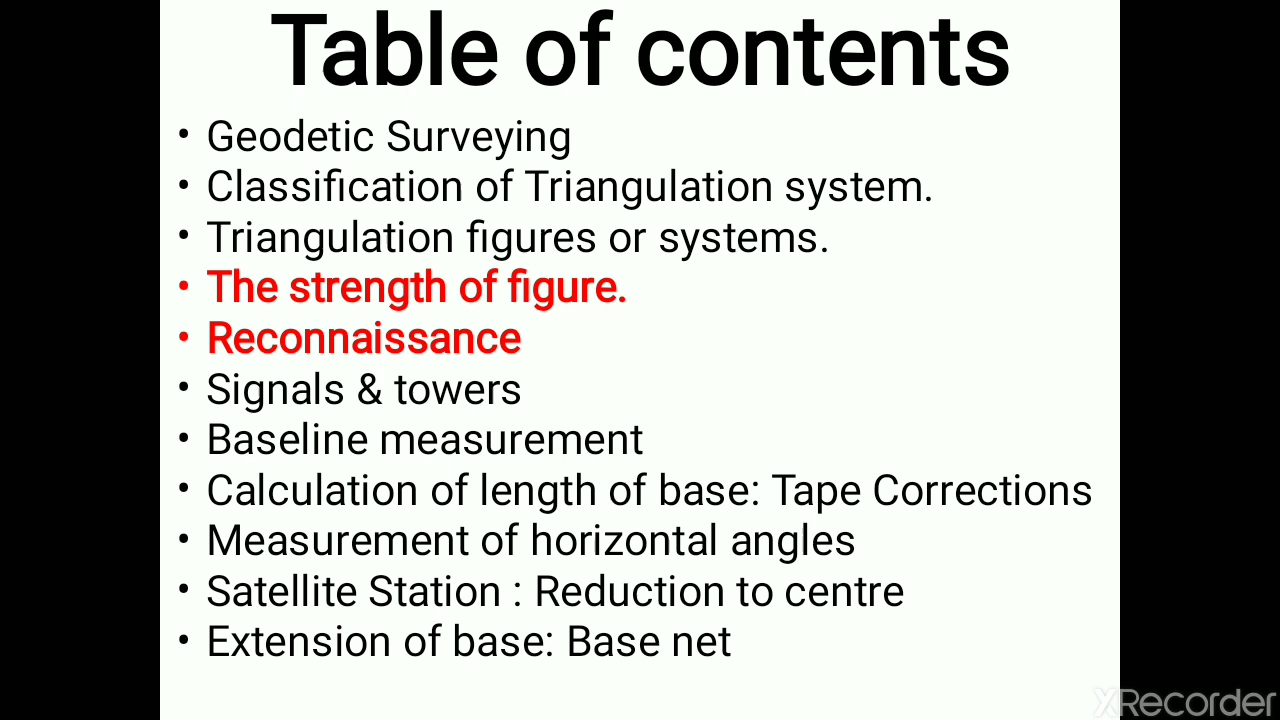 Table of contents
• Geodetic Surveying
• Classification of Triangulation system.
• Triangulation figures or systems.
• The strength of figure.
• Reconnaissance
• Signals & towers
• Baseline measurement
• Calculation of length of base: Tape Corrections
• Measurement of horizontal angles
• Satellite Station : Reduction to centre
• Extension of base: Base net
XRecorder